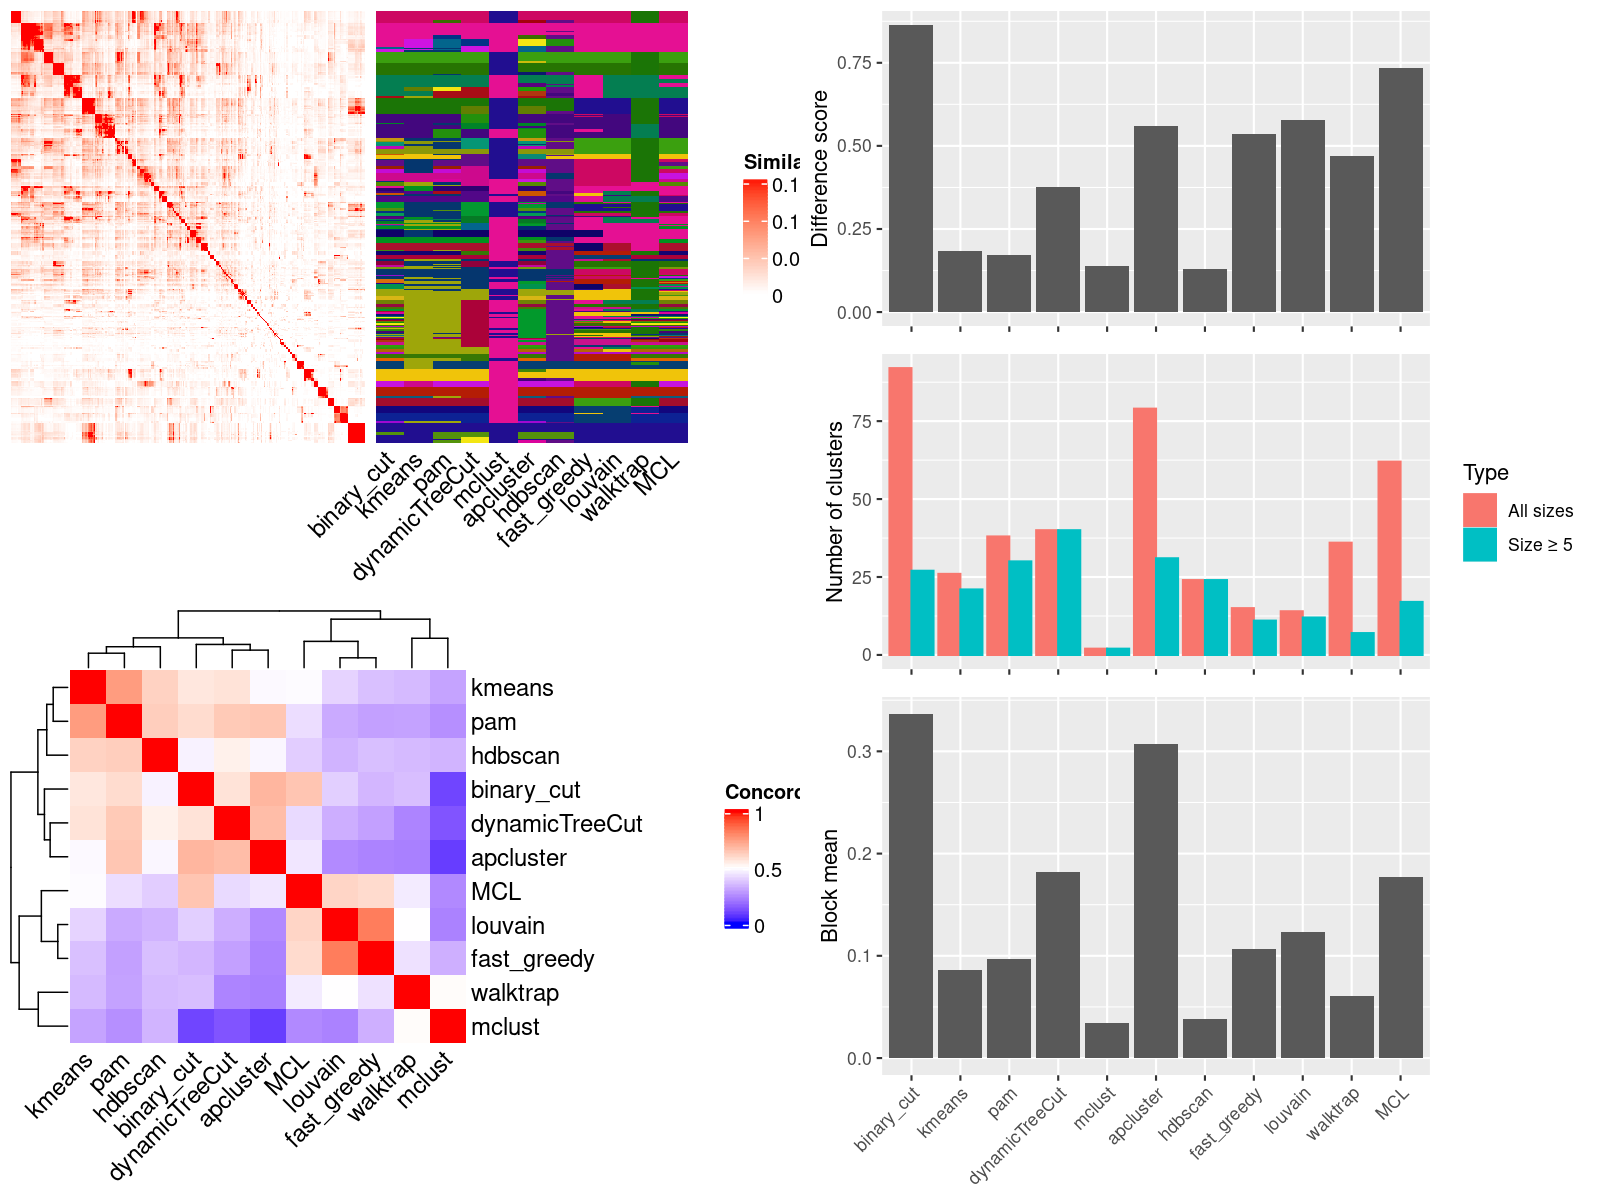 Simila
0.1
0.1
0.0
0
binary_cut
kmeans
pam
dynamicTreeCut
mclust
apcluster
hdbscan
fast_greedy
louvain
walktrap
MCL
kmeans
pam
hdbscan
binary_cut
dynamicTreeCut
apcluster
MCL
louvain
fast_greedy
walktrap
mclust
kmeans
pam
hdbscan
binary_cut
dynamicTreeCut
apcluster
MCL
louvain
fast_greedy
walktrap
mclust
Concord
1
0.5
0
Difference score
0.75
0.50
0.25
0.00
Number of clusters
75
50
25
0
Type
All sizes
Size ≥ 5
Block mean
0.3
0.2
0.1
0.0
binary_cut
kmeans
pam
dynamicTreeCut
mclust
apcluster
hdbscan
fast_greedy
louvain
walktrap
MCL